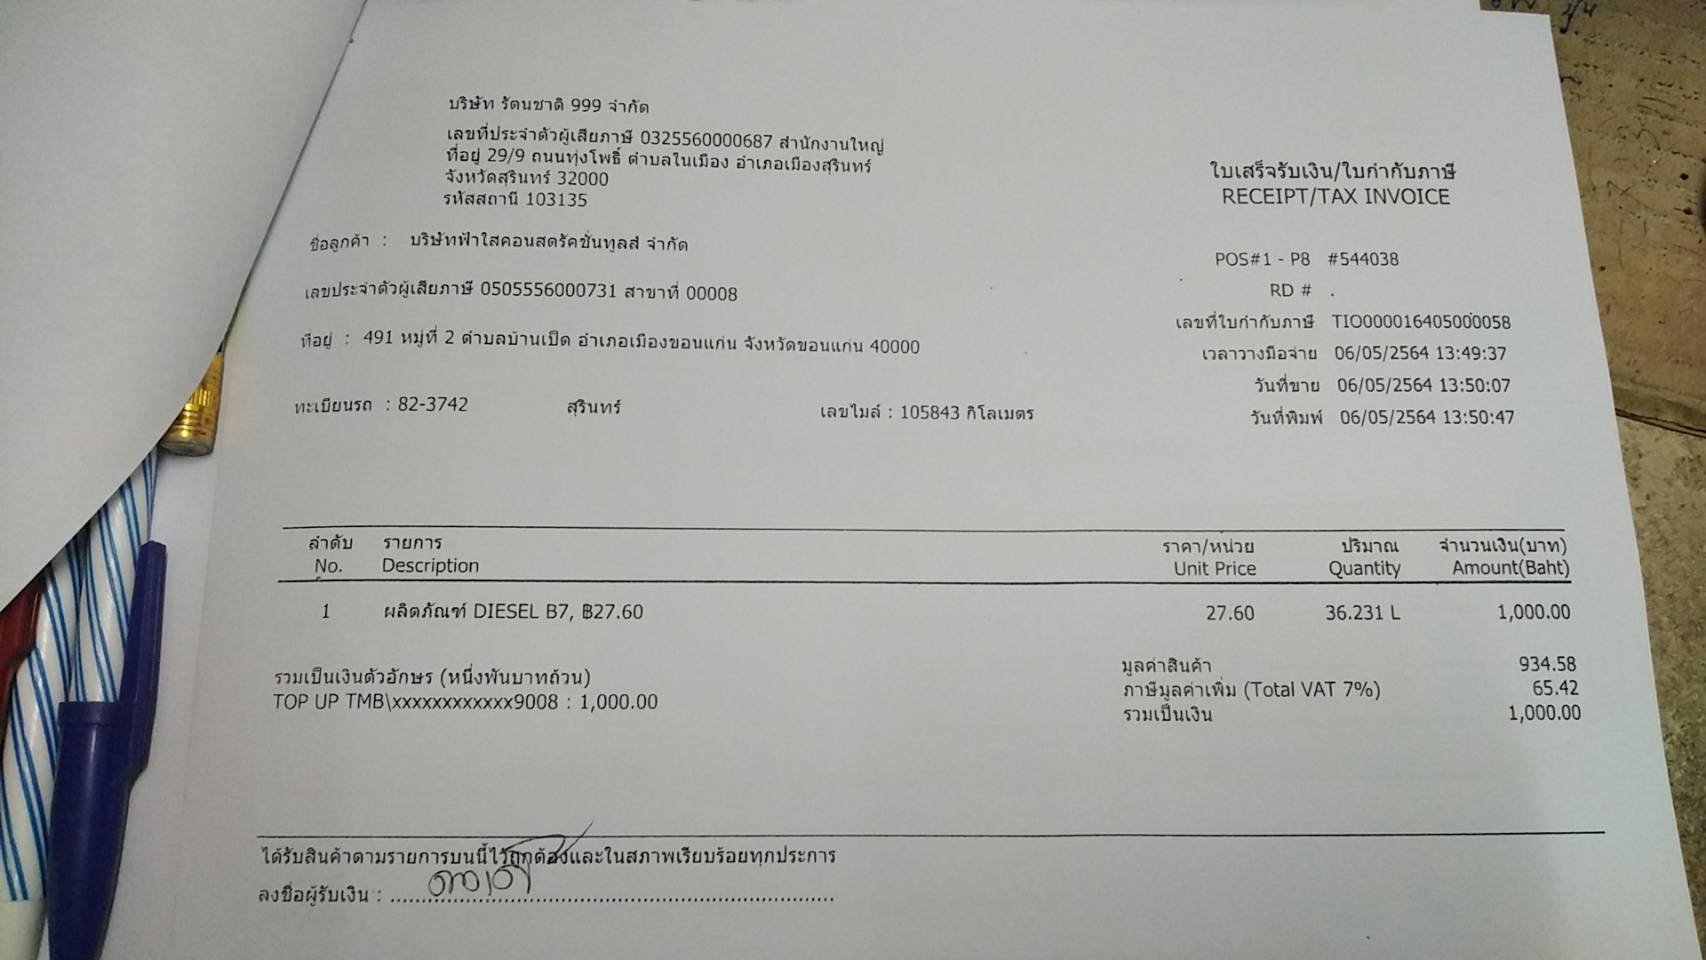 บริษัท รัตนชาติ 999 จำกัด
เลขที่ประจำตัวผู้เสียภาษี 0325560000687 สำนักงานใหญ่
ที่อยู่ 29/9 ถนนทุ่งโพธิ์ ตำบลในเมือง อำเภอเมืองสุรินทร์
จังหวัดสุรินทร์ 32000
รหัสสถานี 103135
ใบเสร็จรับเงิน/ใบกำกับภาษี
RECEIPT/TAX INVOICE
ชื่อลูกค้า : บริษัทฟ้าใสคอนสตรัคชั่นทูลส์ จำกัด
เลขประจำตัวผู้เสียภาษี 0505556000731 สาขาที่ 00008
ที่อยู่ : 491 หมู่ที่ 2 ตำบลบ้านเป็ด อำเภอเมืองขอนแก่น จังหวัดขอนแก่น 40000
ทะเบียนรถ : 82-3742 สุรินทร์ เลขไมล์ : 105843 กิโลเมตร
POS#1 - P8 #544038
RD # .
เลขที่ใบกำกับภาษี TIO000016405000058
เวลาวางมือจ่าย 06/05/2564 13:49:37
วันที่ขาย 06/05/2564 13:50:07
วันที่พิมพ์ 06/05/2564 13:50:47
ลำดับ รายการ ราคา/หน่วย ปริมาณ จำนวนเงิน(บาท)
No. Description Unit Price Quantity Amount(Baht)
1 ผลิตภัณฑ์ DIESEL B7, ฿27.60 27.60 36.231 L 1,000.00
มูลค่าสินค้า 934.58
รวมเป็นเงินตัวอักษร (หนึ่งพันบาทถ้วน)
ภาษีมูลค่าเพิ่ม (Total VAT 7%) 65.42
TOP UP TMB\xxxxxxxxxxxx9008 : 1,000.00
รวมเป็นเงิน 1,000.00
ได้รับสินค้าตามรายการบนนี้ไว้ถูกต้องและในสภาพเรียบร้อยทุกประการ
ลงชื่อผู้รับเงิน : ........................................................................